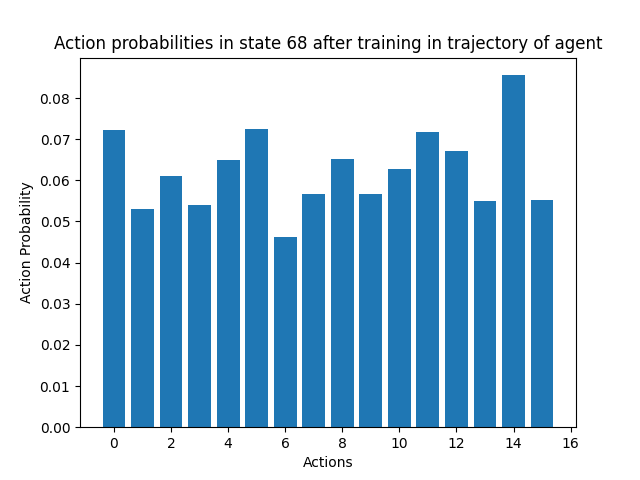 Action probabilities in state 68 after training in trajectory of agent
0.08
0.07
0.06
0.05
0.04
0.03
0.02
0.01
0.00
Action Probability
0 2 4 6 8 10 12 14 16
Actions